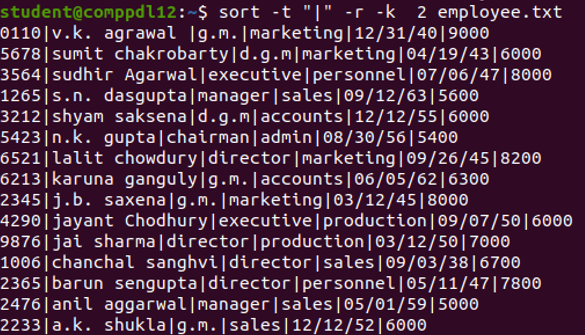 student@comppdl12:~$ sort -t "|" -r -k  2 employee.txt
0110|v.k. agrawal |g.m.|marketing|12/31/40|9000
5678|sumit chakrobarty|d.g.m|marketing|04/19/43|6000
3564|sudhir Agarwal|executive|personnel|07/06/47|8000
1265|s.n. dasgupta|manager|sales|09/12/63|5600
3212|shyam saksena|d.g.m|accounts|12/12/55|6000
5423|n.k. gupta|chairman|admin|08/30/56|5400
6521|lalit chowdury|director|marketing|09/26/45|8200
6213|karuna ganguly|g.m.|accounts|06/05/62|6300
2345|j.b. saxena|g.m.|marketing|03/12/45|8000
4290|jayant Chodhury|executive|production|09/07/50|6000
9876|jai sharma|director|production|03/12/50|7000
1006|chanchal sanghvi|director|sales|09/03/38|6700
2365|barun sengupta|director|personnel|05/11/47|7800
2476|anil aggarwal|manager|sales|05/01/59|5000
2233|a.k. shukla|g.m.|sales|12/12/52|6000